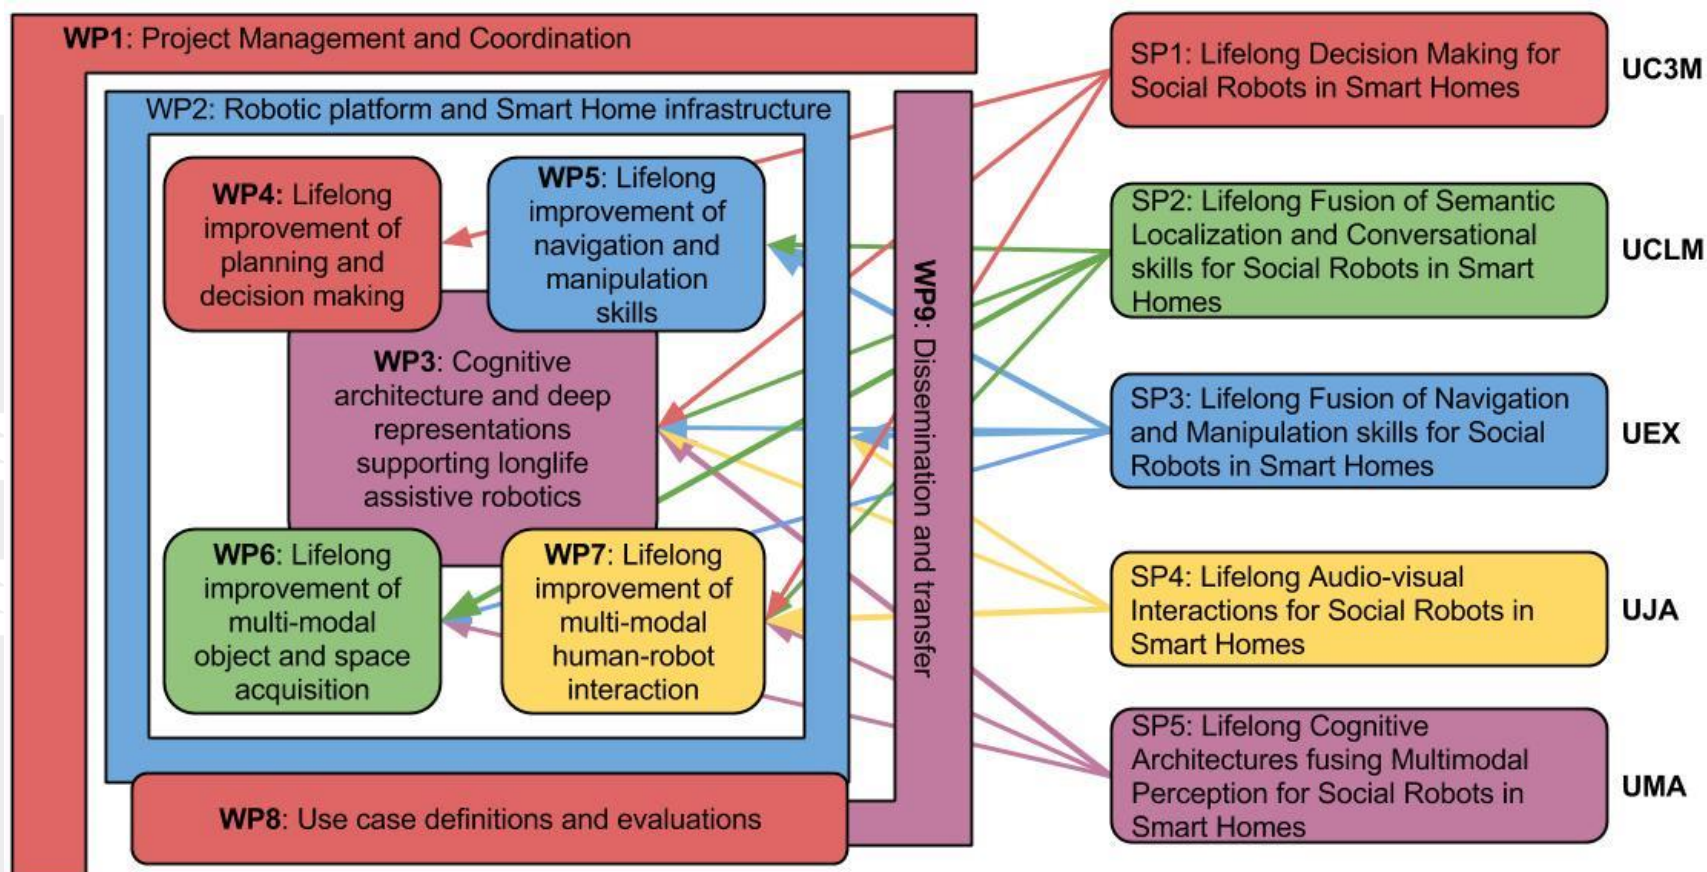 WP1: Project Management and Coordination
WP2: Robotic platform and Smart Home infrastructure
WP4: Lifelong
improvement of
planning and
decision making
WP5: Lifelong
improvement of
navigation and
manipulation
skills
WP3: Cognitive
architecture and deep
representations
supporting longlife
assistive robotics
WP6: Lifelong
improvement of
multi-modal
object and space
acquisition
WP7: Lifelong
improvement of
multi-modal
human-robot
interaction
WP8: Use case definitions and evaluations
WP9: Dissemination and transfer
SP1: Lifelong Decision Making for
Social Robots in Smart Homes
UC3M
SP2: Lifelong Fusion of Semantic
Localization and Conversational
skills for Social Robots in Smart
Homes
UCLM
SP3: Lifelong Fusion of Navigation
and Manipulation skills for Social
Robots in Smart Homes
UEX
SP4: Lifelong Audio-visual
Interactions for Social Robots in
Smart Homes
UJA
SP5: Lifelong Cognitive
Architectures fusing Multimodal
Perception for Social Robots in
Smart Homes
UMA